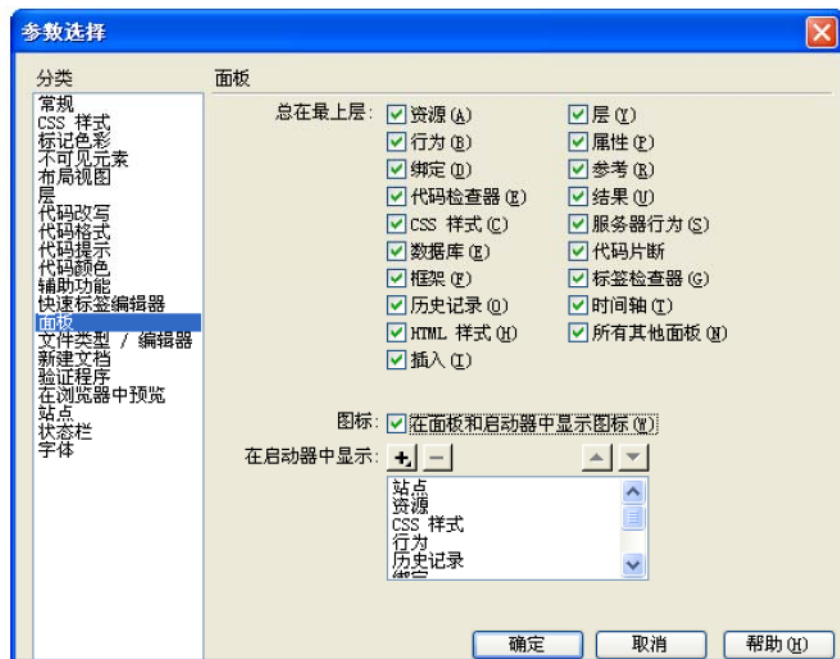 参数选择
分类
常规
CSS 样式
标记色彩
不可见元素
布局视图
层
代码改写
代码格式
代码提示
代码颜色
辅助功能
快速标签编辑器
面板
文件类型 / 编辑器
新建文档
验证程序
在浏览器中预览
站点
状态栏
字体
面板
总在最上层: 资源(A) 层(Y)
行为(B) 属性(P)
绑定(D) 参考(R)
代码检查器(E) 结果(U)
CSS 样式(C) 服务器行为(S)
数据库(E) 代码片断
框架(F) 标签检查器(G)
历史记录(O) 时间轴(T)
HTML 样式(H) 所有其他面板(N)
插入(I)
图标: 在面板和启动器中显示图标(W)
在启动器中显示:
站点
资源
CSS 样式
行为
历史记录
绑定
确定 取消 帮助(H)